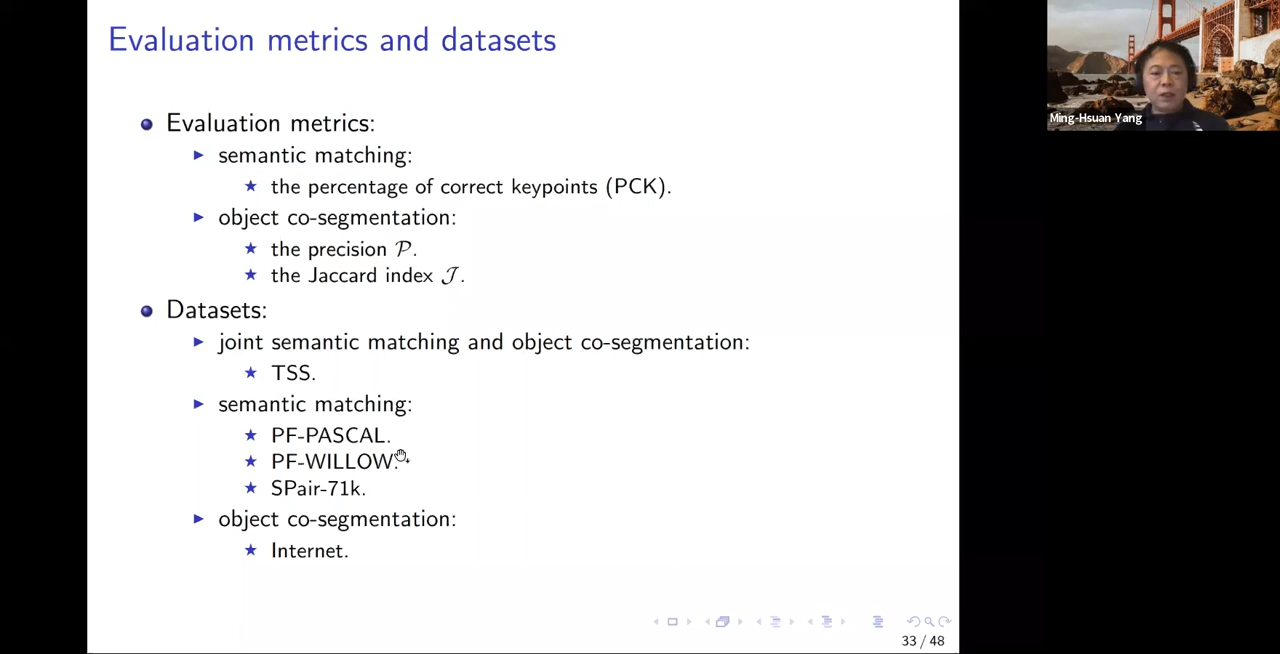 Evaluation metrics and datasets
Evaluation metrics:
semantic matching:
the percentage of correct keypoints (PCK).
object co-segmentation:
the precision 𝒫.
the Jaccard index 𝒥.
Datasets:
joint semantic matching and object co-segmentation:
TSS.
semantic matching:
PF-PASCAL.
PF-WILLOW.
SPair-71k.
object co-segmentation:
Internet.
33 / 48
Ming-Hsuan Yang